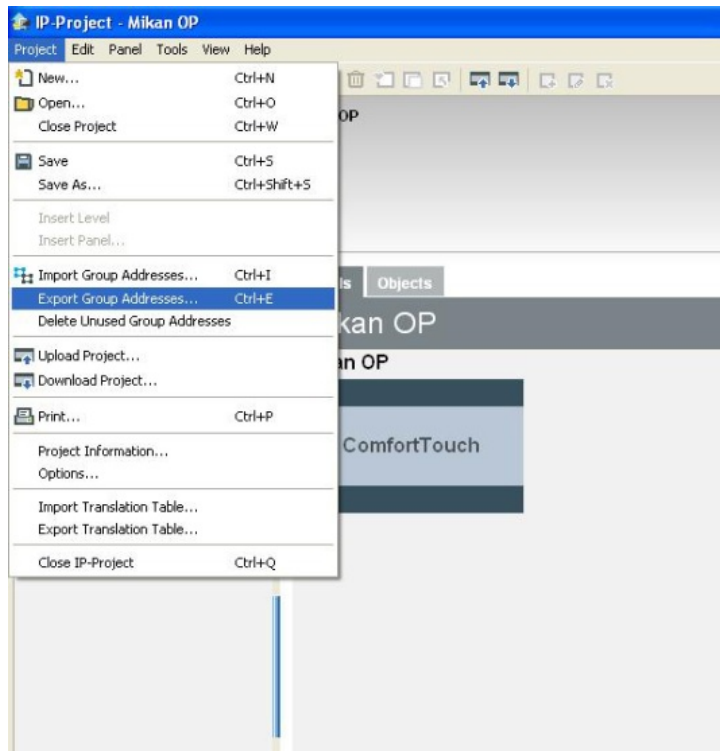 IP-Project - Mikan OP
Project Edit Panel Tools View Help
New... Ctrl+N
Open... Ctrl+O
Close Project Ctrl+W
Save Ctrl+S
Save As... Ctrl+Shift+S
Insert Level
Insert Panel...
Import Group Addresses... Ctrl+I
Export Group Addresses... Ctrl+E
Delete Unused Group Addresses
Upload Project...
Download Project...
Print... Ctrl+P
Project Information...
Options...
Import Translation Table...
Export Translation Table...
Close IP-Project Ctrl+Q
OP
ls Objects
kan OP
an OP
ComfortTouch